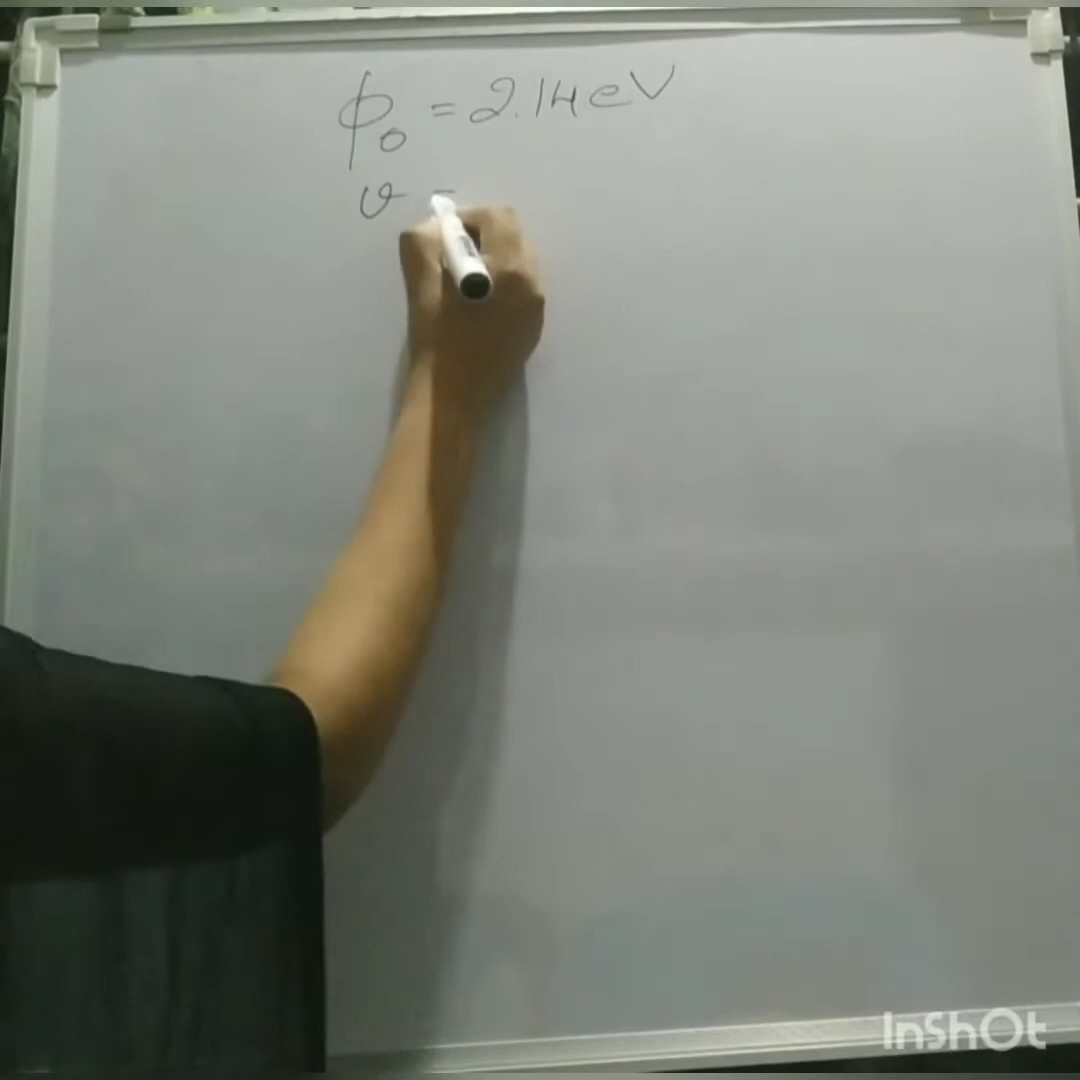 ϕ₀ = 2.14eV
υ =
InShOt